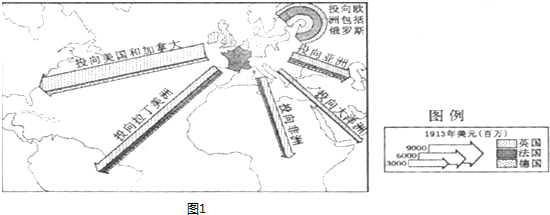 投向欧
洲包括
俄罗斯
投向美国和加拿大
投向亚洲
投向拉丁美洲
投向非洲
投向大洋洲
图例
1913年美元(百万)
9000
6000
3000
英国
法国
德国
图1